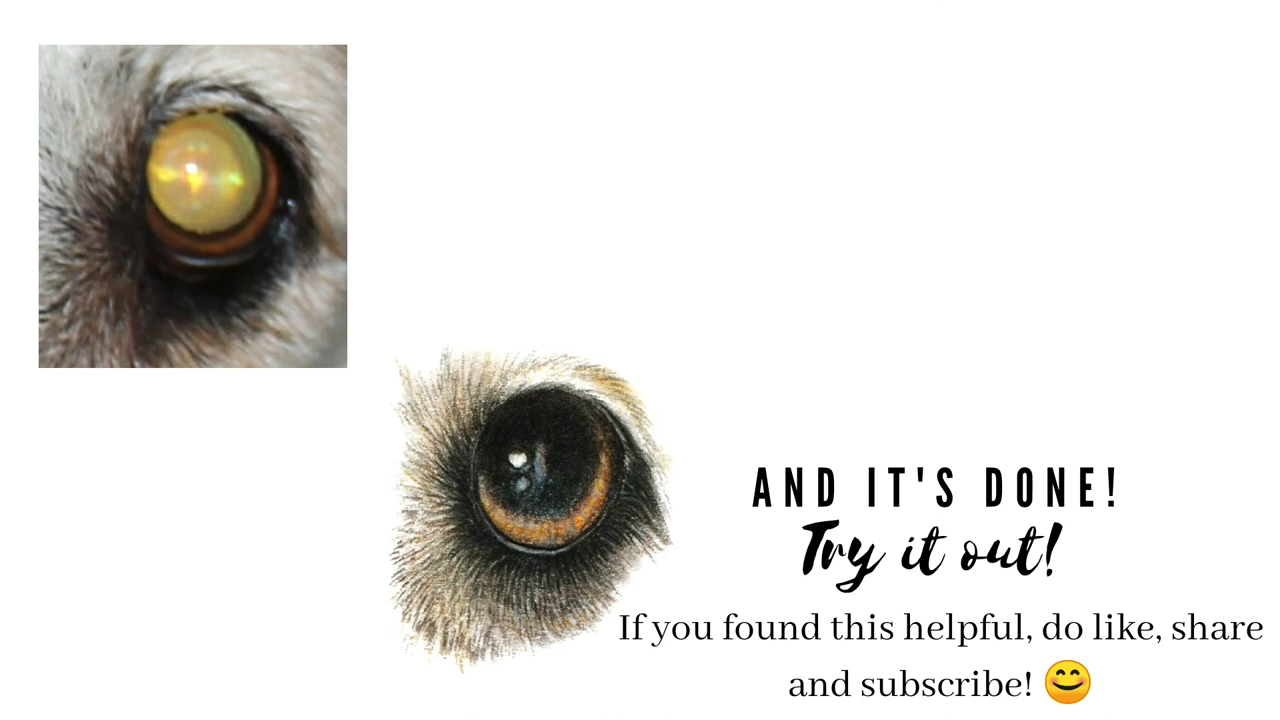 AND IT'S DONE!
Try it out!
If you found this helpful, do like, share
and subscribe! 😊